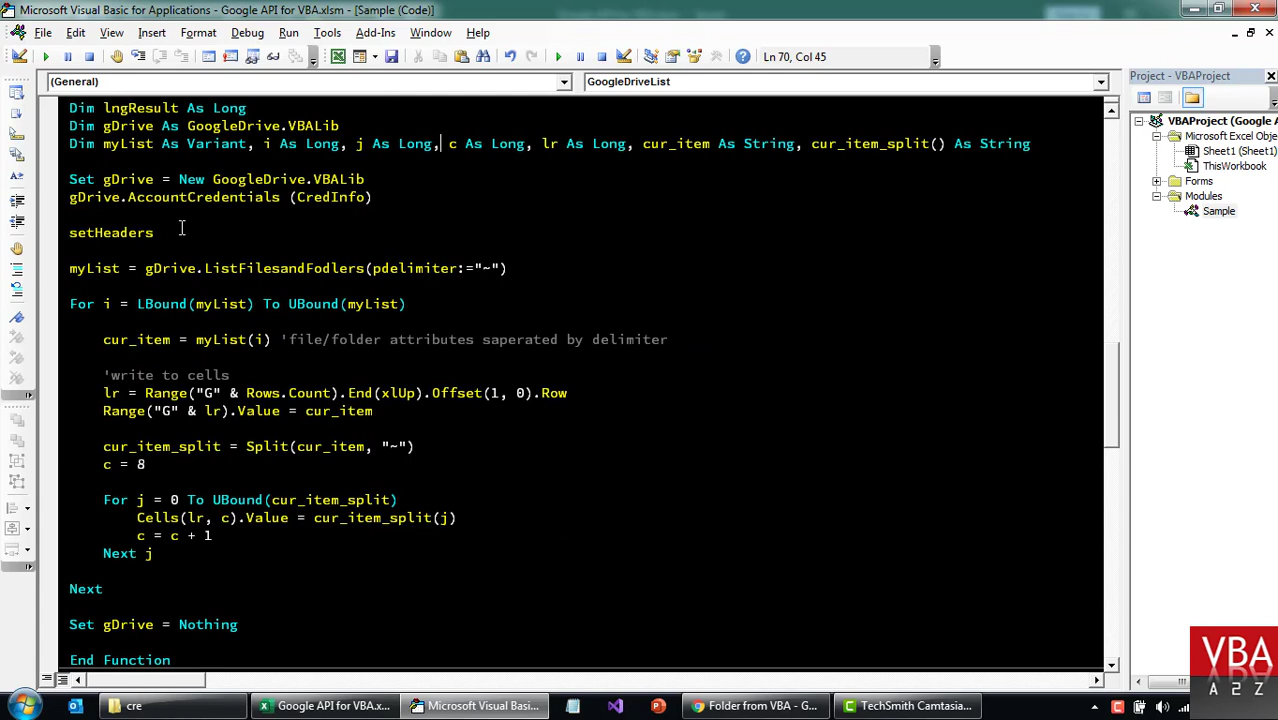 Microsoft Visual Basic for Applications - Google API for VBA.xlsm - [Sample (Code)]
File Edit View Insert Format Debug Run Tools Add-Ins Window Help
Ln 70, Col 45
(General) GoogleDriveList
Project - VBAProject
Dim lngResult As Long
Dim gDrive As GoogleDrive.VBALib
Dim myList As Variant, i As Long, j As Long, c As Long, lr As Long, cur_item As String, cur_item_split() As String
Set gDrive = New GoogleDrive.VBALib
gDrive.AccountCredentials (CredInfo)
setHeaders
myList = gDrive.ListFilesandFodlers(pdelimiter:="~")
For i = LBound(myList) To UBound(myList)
cur_item = myList(i) 'file/folder attributes saperated by delimiter
'write to cells
lr = Range("G" & Rows.Count).End(xlUp).Offset(1, 0).Row
Range("G" & lr).Value = cur_item
cur_item_split = Split(cur_item, "~")
c = 8
For j = 0 To UBound(cur_item_split)
Cells(lr, c).Value = cur_item_split(j)
c = c + 1
Next j
Next
Set gDrive = Nothing
End Function
VBAProject (Google API
Microsoft Excel Objec
Sheet1 (Sheet1)
ThisWorkbook
Forms
Modules
Sample
VBA
A 2 Z
cre
Google API for VBA.x...
Microsoft Visual Basi...
Folder from VBA - G...
TechSmith Camtasia...